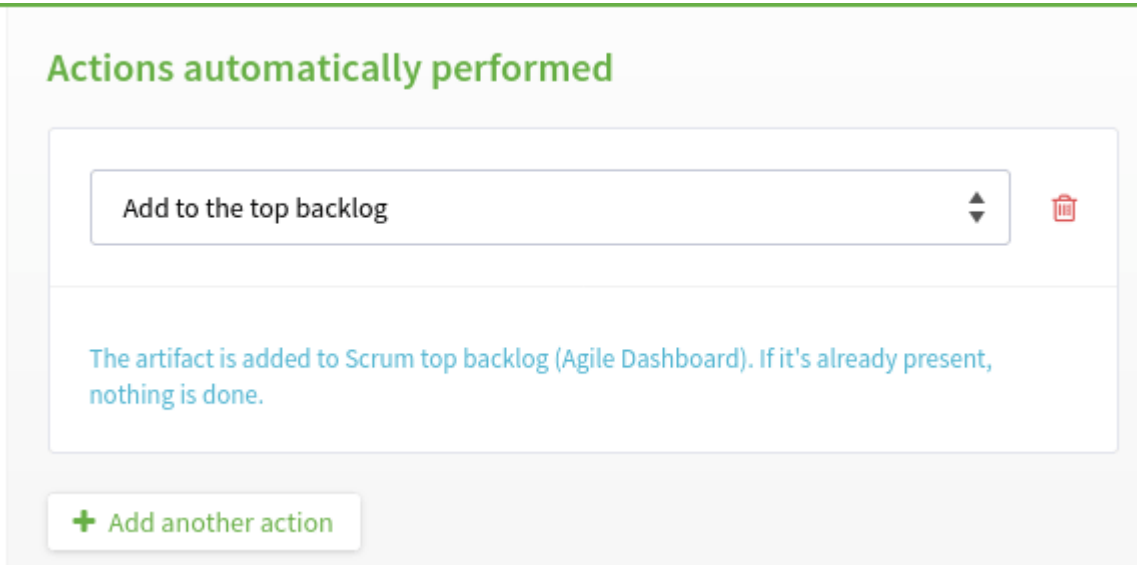 Actions automatically performed
Add to the top backlog
The artifact is added to Scrum top backlog (Agile Dashboard). If it's already present,
nothing is done.
Add another action